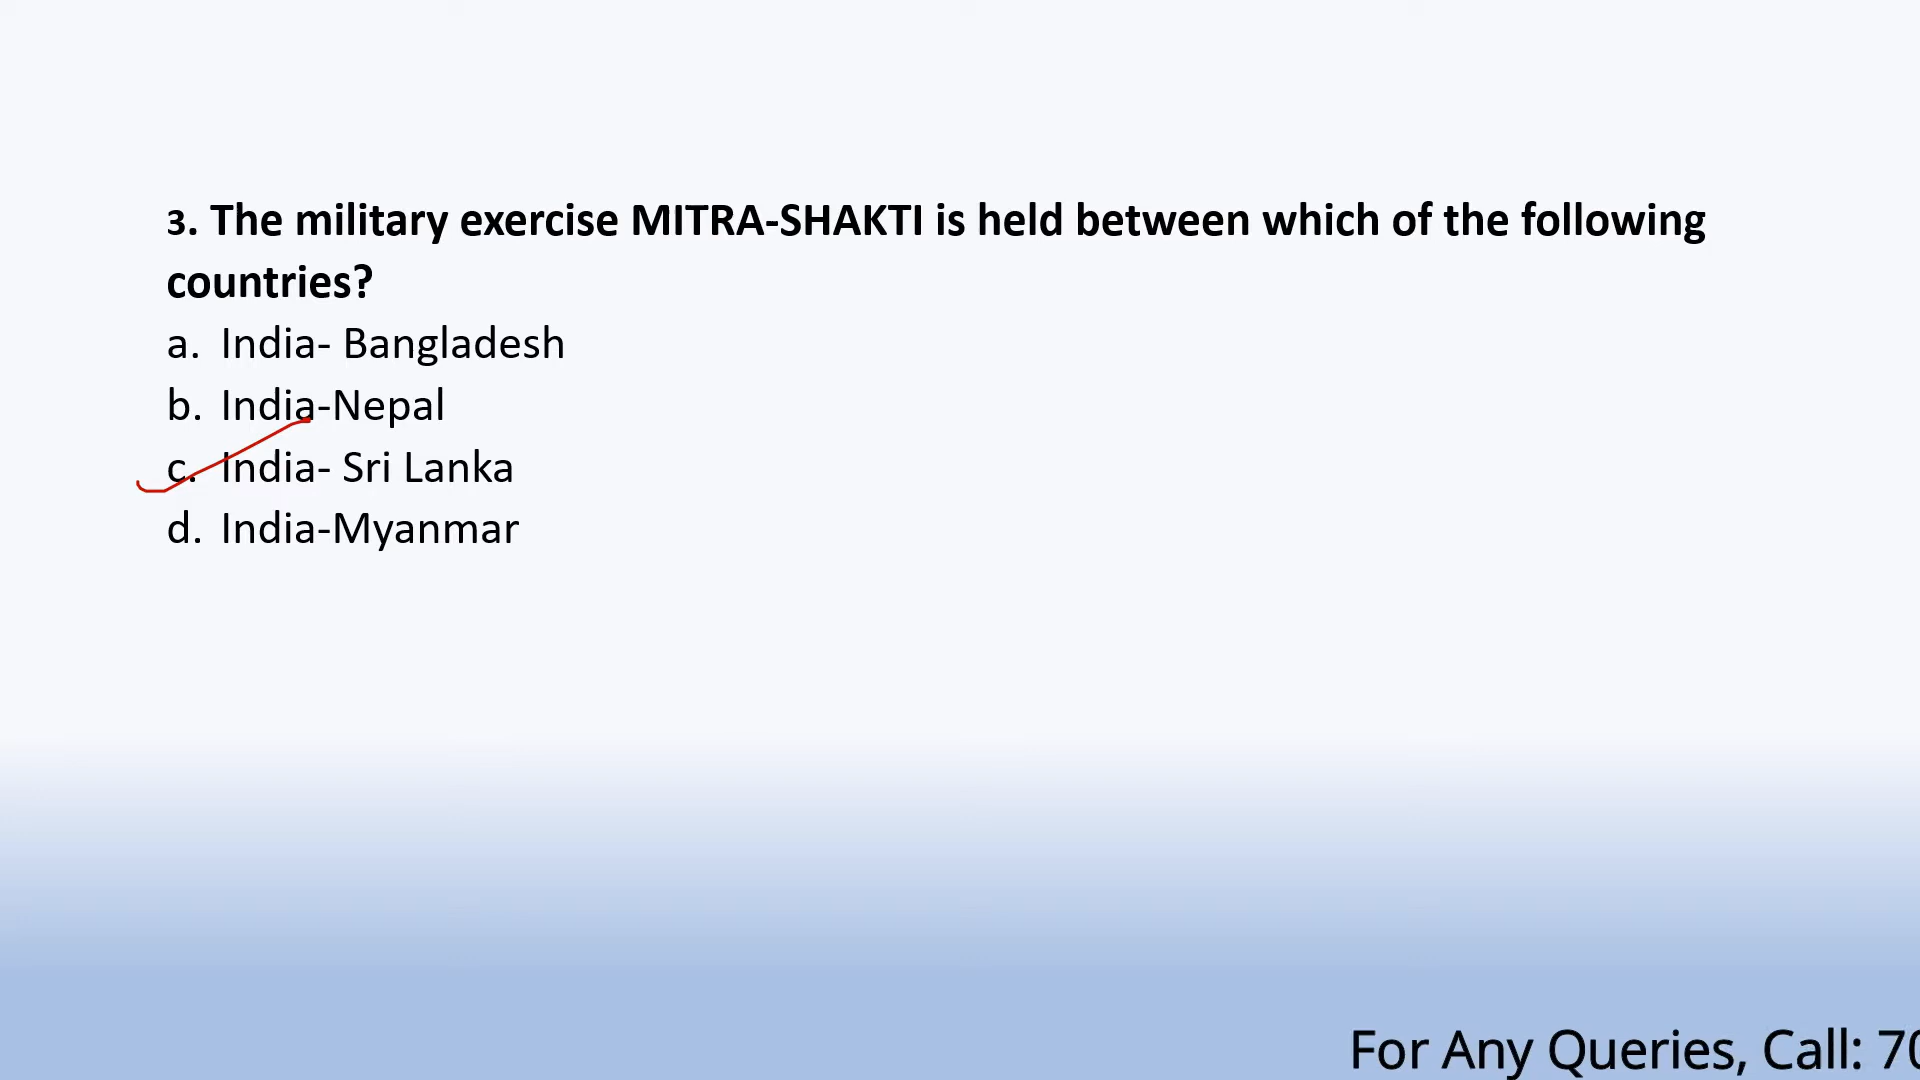 3. The military exercise MITRA-SHAKTI is held between which of the following
countries?
a. India- Bangladesh
b. India-Nepal
c. India- Sri Lanka
d. India-Myanmar
For Any Queries, Call: 70